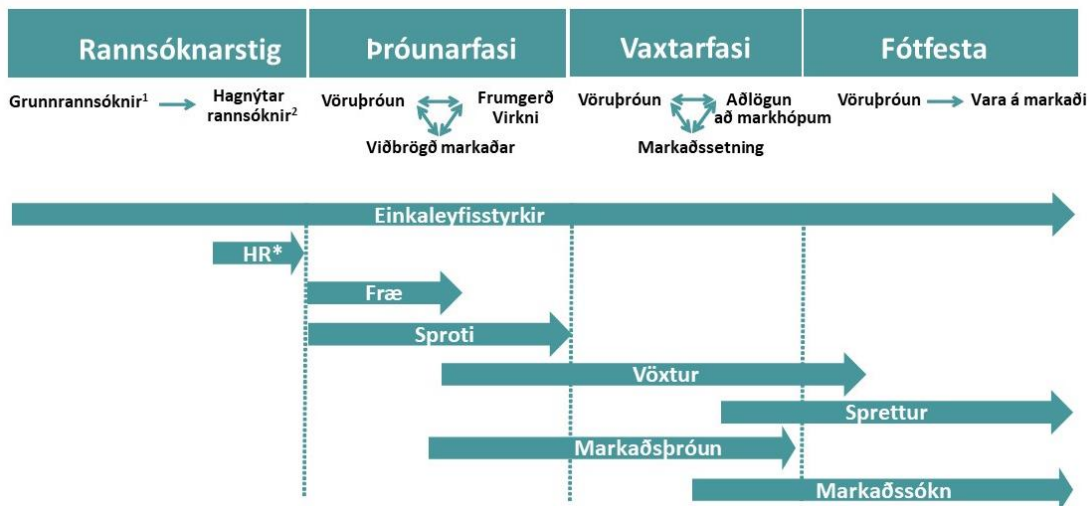 Rannsóknarstig
Þróunarfasi
Vaxtarfasi
Fótfesta
Grunnrannsóknir¹
Hagnýtar
rannsóknir²
Vöruþróun
Frumgerð
Virkni
Viðbrögð markaðar
Vöruþróun
Aðlögun
að markhópum
Markaðssetning
Vöruþróun
Vara á markaði
Einkaleyfisstyrkir
HR*
Fræ
Sproti
Vöxtur
Sprettur
Markaðsþróun
Markaðssókn